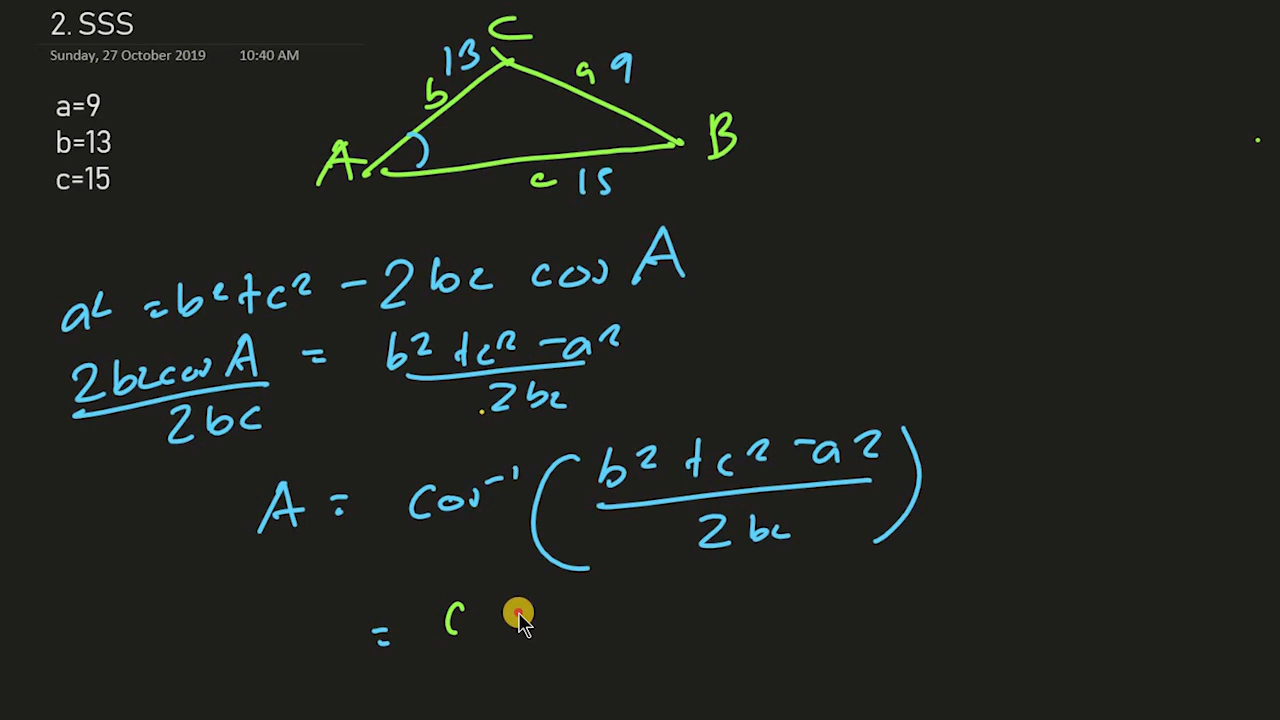 2. SSS
Sunday, 27 October 2019 10:40 AM
a=9
b=13
c=15
C
13
b
a 9
A
B
c 15
a² = b² + c² - 2bc cos A
2bc cos A / 2bc = b² + c² - a² / 2bc
A = cos⁻¹ ( b² + c² - a² / 2bc )
= c